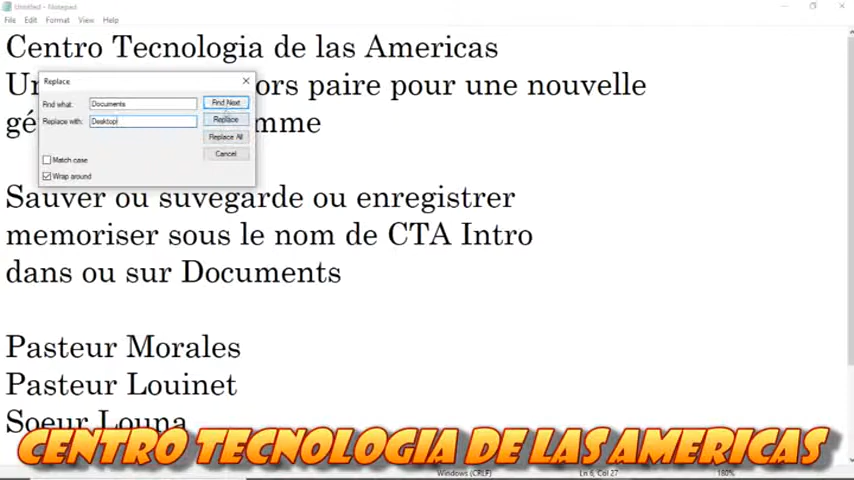 Untitled - Notepad
File Edit Format View Help
Centro Tecnologia de las Americas
Un ors paire pour une nouvelle
gé mme
Replace
Find what: Documents Find Next
Replace with: Desktop Replace
Replace All
Match case Cancel
Wrap around
Sauver ou suvegarde ou enregistrer
memoriser sous le nom de CTA Intro
dans ou sur Documents
Pasteur Morales
Pasteur Louinet
Soeur Louna
CENTRO TECNOLOGIA DE LAS AMERICAS
Windows (CRLF) Ln 6, Col 27 180%